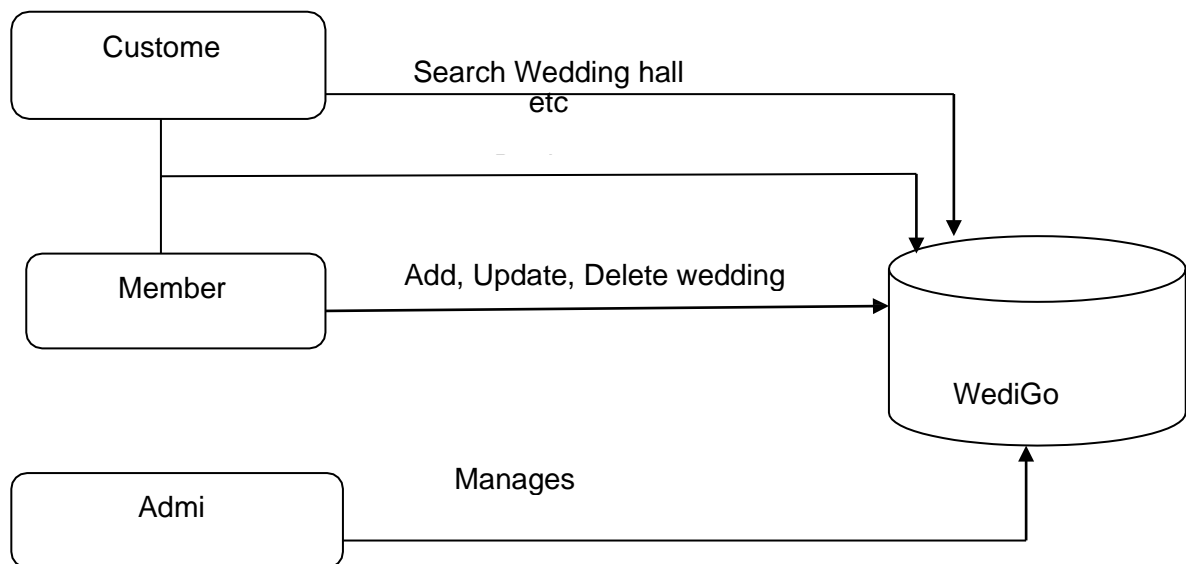 Custome
Search Wedding hall
etc
Member
Add, Update, Delete wedding
WediGo
Manages
Admi